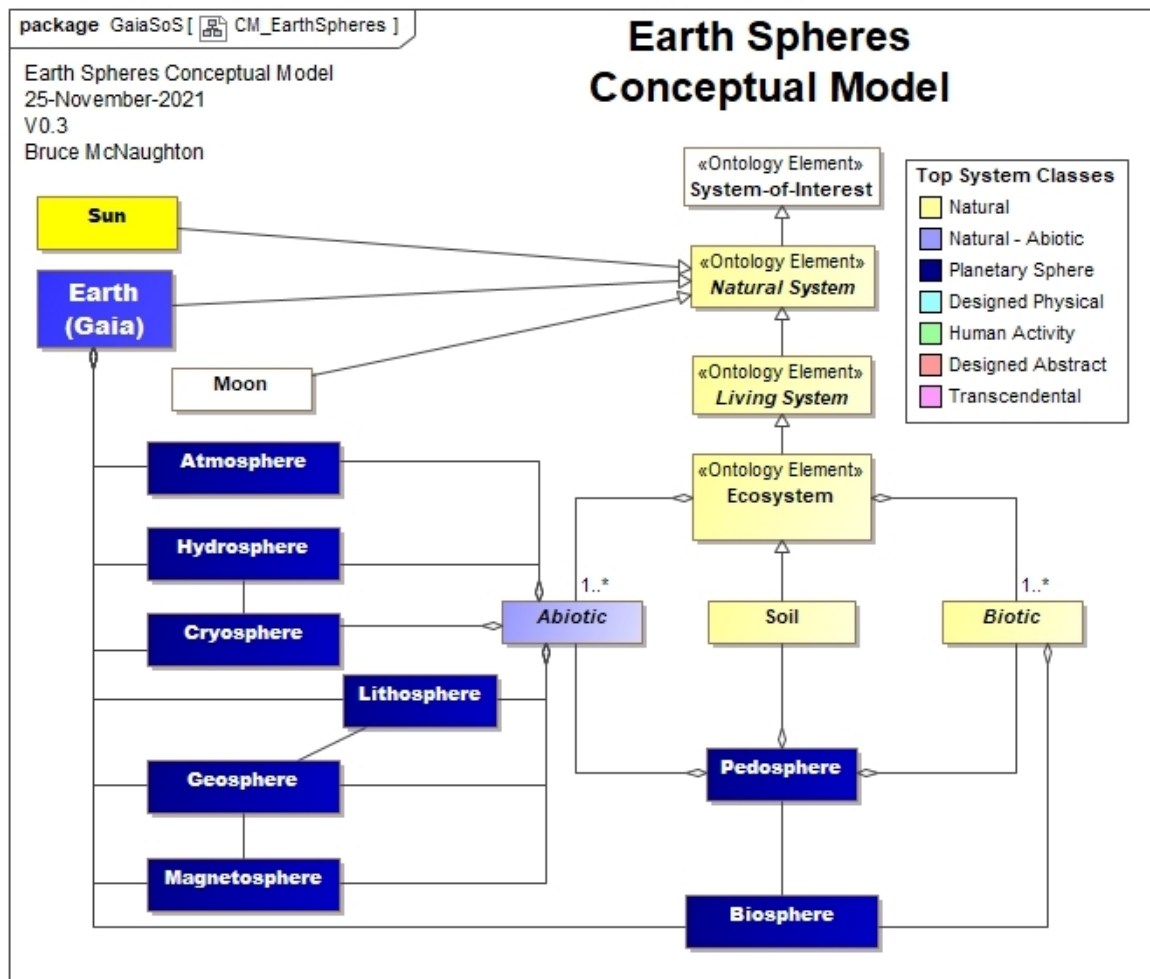 package GaiaSoS [ CM_EarthSpheres ]
Earth Spheres
Conceptual Model
Earth Spheres Conceptual Model
25-November-2021
V0.3
Bruce McNaughton
«Ontology Element»
System-of-Interest
Top System Classes
Natural
Natural - Abiotic
Planetary Sphere
Designed Physical
Human Activity
Designed Abstract
Transcendental
Sun
«Ontology Element»
Natural System
Earth
(Gaia)
Moon
«Ontology Element»
Living System
Atmosphere
«Ontology Element»
Ecosystem
Hydrosphere
1..*
1..*
Cryosphere
Abiotic
Soil
Biotic
Lithosphere
Geosphere
Pedosphere
Magnetosphere
Biosphere